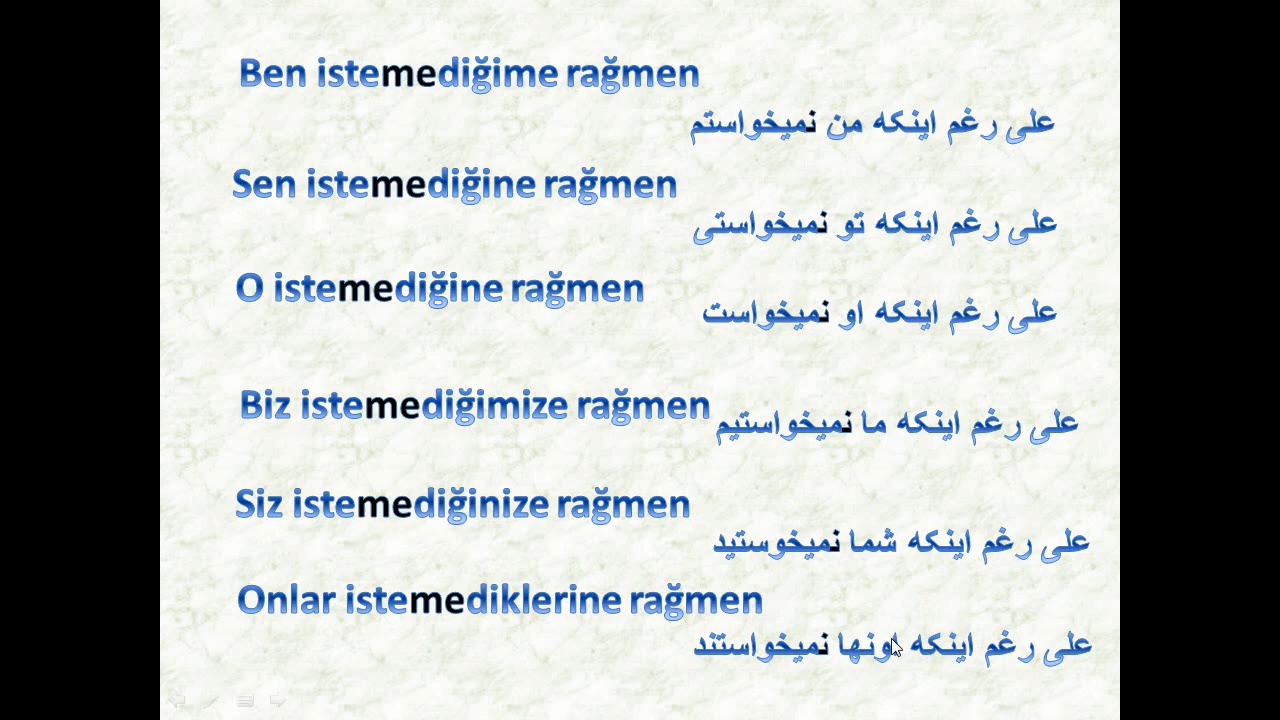 Ben istemediğime rağmen
علی رغم اینکه من نمیخواستم
Sen istemediğine rağmen
علی رغم اینکه تو نمیخواستی
O istemediğine rağmen
علی رغم اینکه او نمیخواست
Biz istemediğimize rağmen
علی رغم اینکه ما نمیخواستیم
Siz istemediğinize rağmen
علی رغم اینکه شما نمیخوستید
Onlar istemediklerine rağmen
علی رغم اینکه اونها نمیخواستند